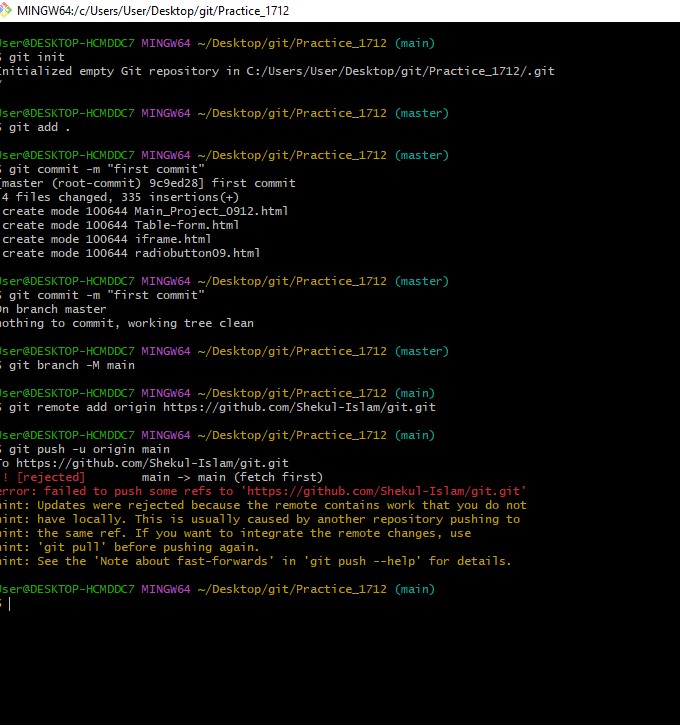 MINGW64:/c/Users/User/Desktop/git/Practice_1712
User@DESKTOP-HCMDDC7 MINGW64 ~/Desktop/git/Practice_1712 (main)
$ git init
Initialized empty Git repository in C:/Users/User/Desktop/git/Practice_1712/.git
/
User@DESKTOP-HCMDDC7 MINGW64 ~/Desktop/git/Practice_1712 (master)
$ git add .
User@DESKTOP-HCMDDC7 MINGW64 ~/Desktop/git/Practice_1712 (master)
$ git commit -m "first commit"
[master (root-commit) 9c9ed28] first commit
4 files changed, 335 insertions(+)
create mode 100644 Main_Project_0912.html
create mode 100644 Table-form.html
create mode 100644 iframe.html
create mode 100644 radiobutton09.html
User@DESKTOP-HCMDDC7 MINGW64 ~/Desktop/git/Practice_1712 (master)
$ git commit -m "first commit"
On branch master
nothing to commit, working tree clean
User@DESKTOP-HCMDDC7 MINGW64 ~/Desktop/git/Practice_1712 (master)
$ git branch -M main
User@DESKTOP-HCMDDC7 MINGW64 ~/Desktop/git/Practice_1712 (main)
$ git remote add origin https://github.com/Shekul-Islam/git.git
User@DESKTOP-HCMDDC7 MINGW64 ~/Desktop/git/Practice_1712 (main)
$ git push -u origin main
To https://github.com/Shekul-Islam/git.git
! [rejected]        main -> main (fetch first)
error: failed to push some refs to 'https://github.com/Shekul-Islam/git.git'
hint: Updates were rejected because the remote contains work that you do not
hint: have locally. This is usually caused by another repository pushing to
hint: the same ref. If you want to integrate the remote changes, use
hint: 'git pull' before pushing again.
hint: See the 'Note about fast-forwards' in 'git push --help' for details.
User@DESKTOP-HCMDDC7 MINGW64 ~/Desktop/git/Practice_1712 (main)
$